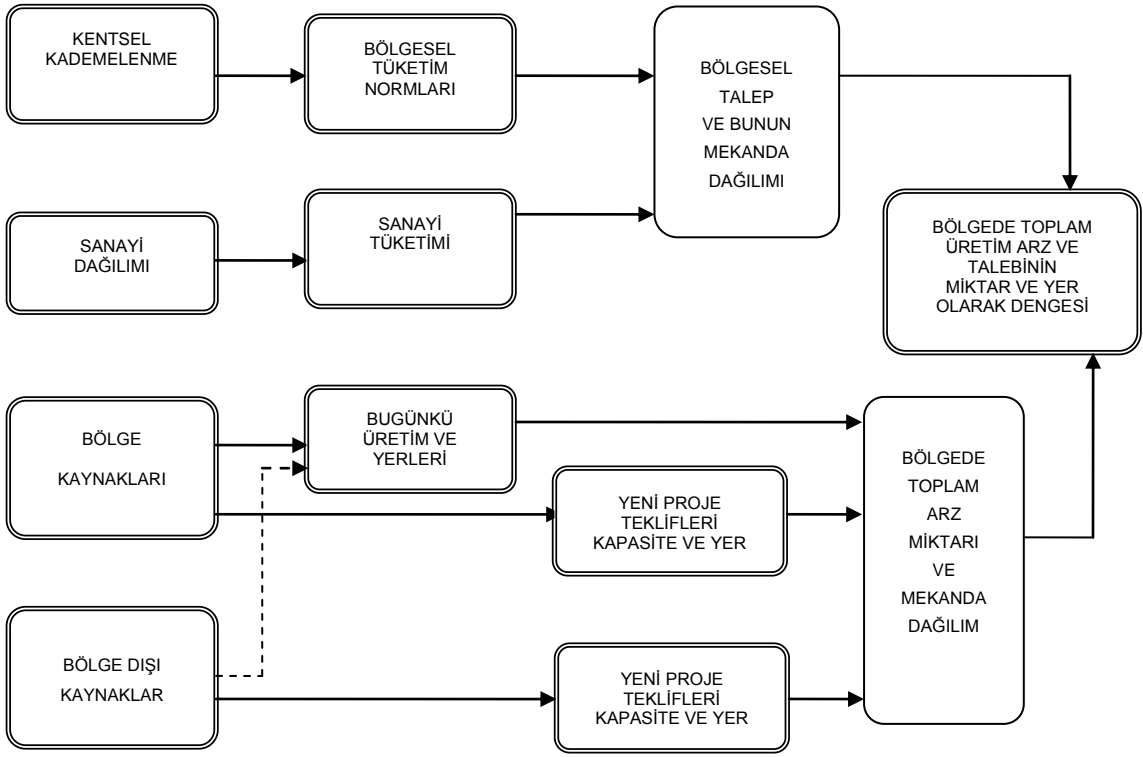 KENTSEL
KADEMELENME
BÖLGESEL
TÜKETİM
NORMLARI
BÖLGESEL
TALEP
VE BUNUN
MEKANDA
DAĞILIMI
SANAYİ
DAĞILIMI
SANAYİ
TÜKETİMİ
BÖLGEDE TOPLAM
ÜRETİM ARZ VE
TALEBİNİN
MİKTAR VE YER
OLARAK DENGESİ
BÖLGE
KAYNAKLARI
BUGÜNKÜ
ÜRETİM VE
YERLERİ
YENİ PROJE
TEKLİFLERİ
KAPASİTE VE YER
BÖLGEDE
TOPLAM
ARZ
MİKTARI
VE
MEKANDA
DAĞILIM
BÖLGE DIŞI
KAYNAKLAR
YENİ PROJE
TEKLİFLERİ
KAPASİTE VE YER